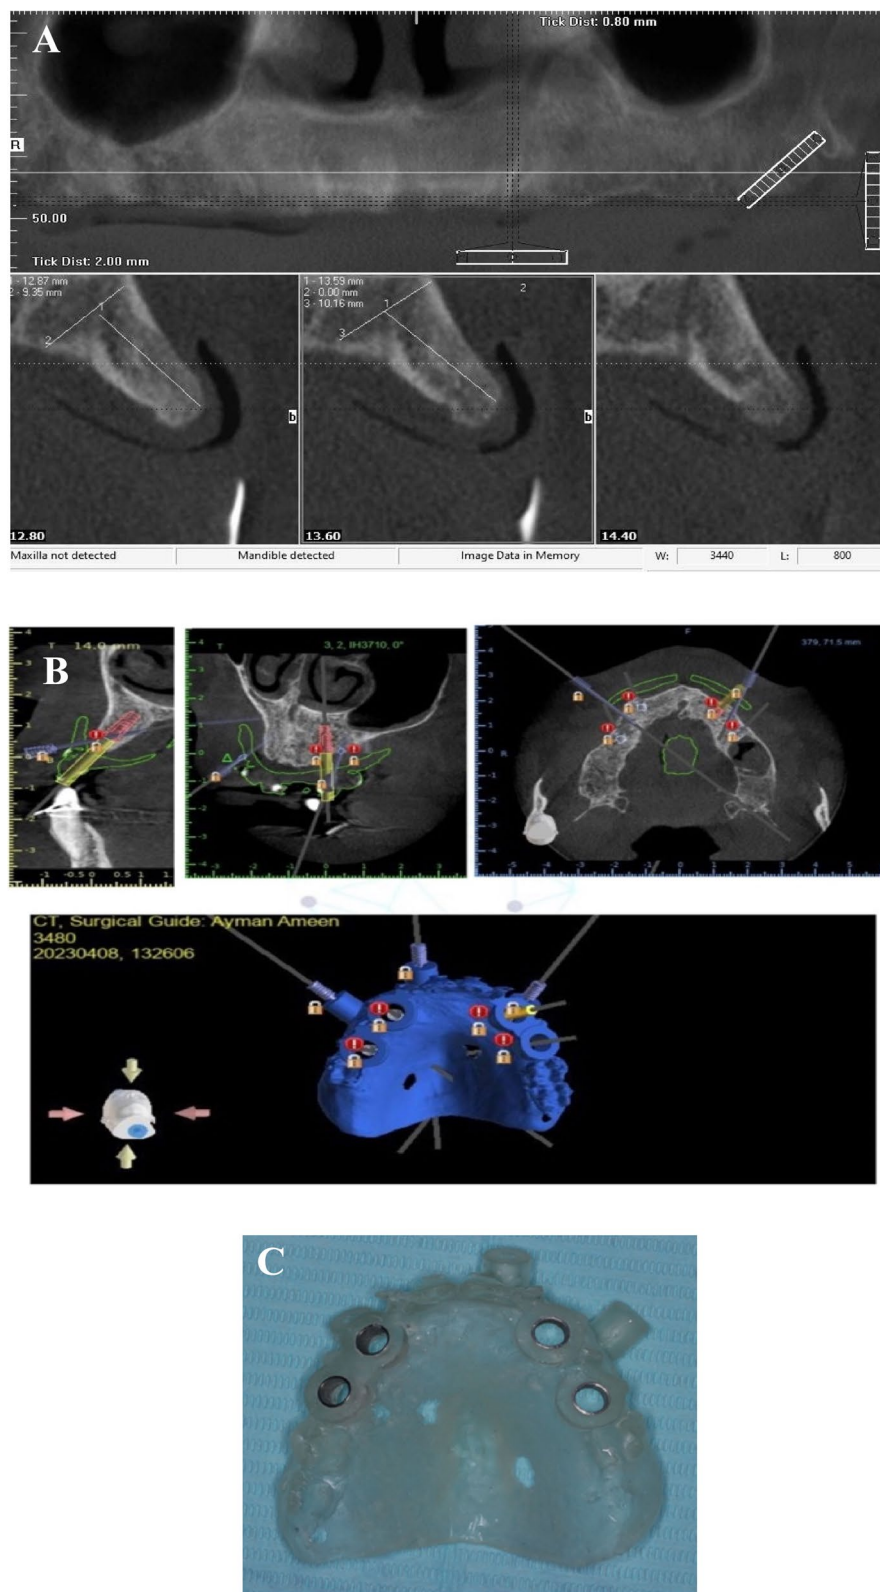 A
Tick Dist: 0.80 mm
R
50.00
Tick Dist: 2.00 mm
1 - 12.87 mm
2 - 9.35 mm
1
2
12.80
1 - 13.59 mm
2 - 0.00 mm
3 - 10.16 mm
2
1
3
b
b
13.60
14.40
Maxilla not detected
Mandible detected
Image Data in Memory
W:
3440
L:
800
B
T 14.0 mm
T
3, 2, IH3710, 0°
379, 71.5 mm
CT, Surgical Guide: Ayman Ameen
3480
20230408, 132606
C